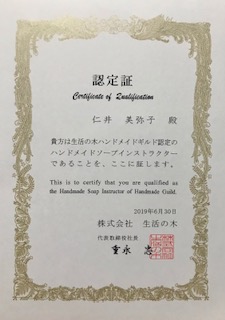 認定証
Certificate of Qualification
仁井 美弥子 殿
貴方は生活の木ハンドメイドギルド認定の
ハンドメイドソープインストラクター
であることを、ここに証します。
This is to certify that you are qualified as
the Handmade Soap Instructor of Handmade Guild.
2019年6月30日
株式会社 生活の木
代表取締役社長
重永 忠